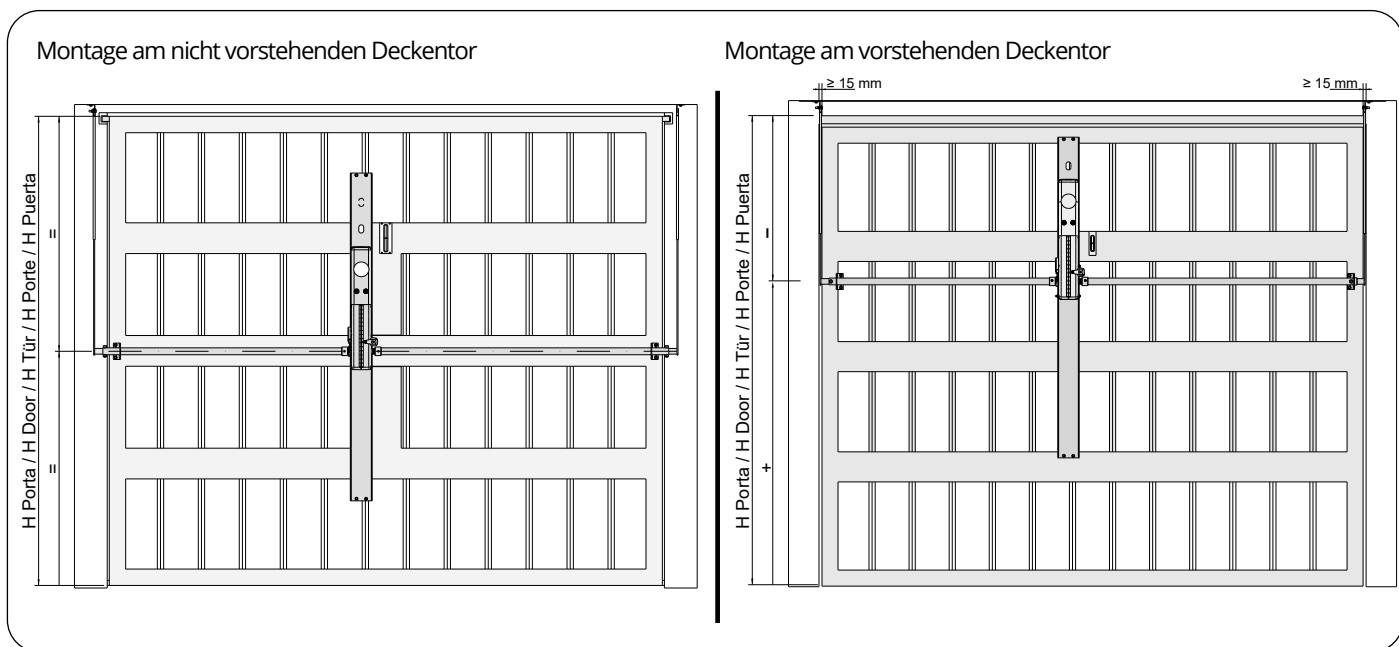 Montage am nicht vorstehenden Deckentor
H Porta / H Door / H Tür / H Porte / H Puerta
=
=
Montage am vorstehenden Deckentor
≥ 15 mm
≥ 15 mm
H Porta / H Door / H Tür / H Porte / H Puerta
-
+